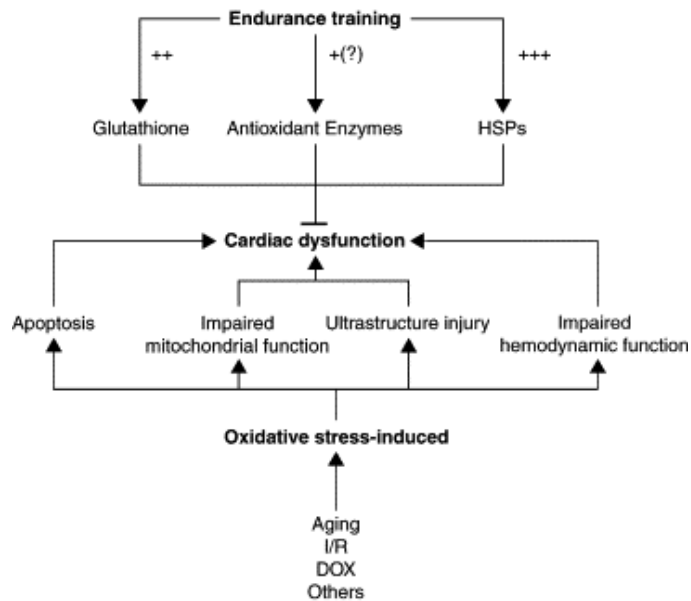 Endurance training
++
+(?)
+++
Glutathione
Antioxidant Enzymes
HSPs
Cardiac dysfunction
Apoptosis
Impaired
mitochondrial function
Ultrastructure injury
Impaired
hemodynamic function
Oxidative stress-induced
Aging
I/R
DOX
Others